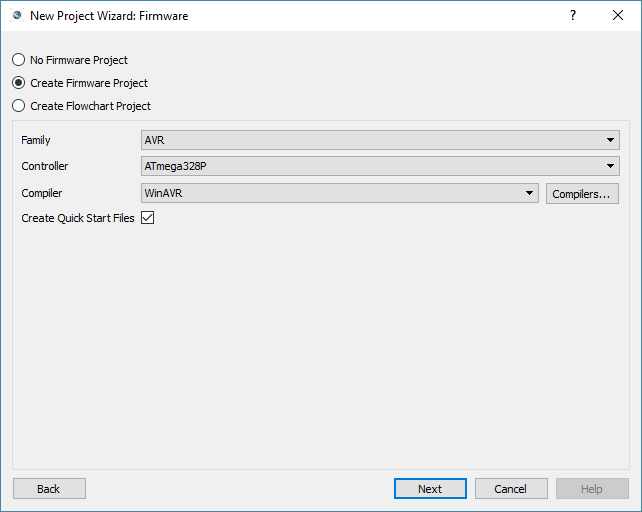 New Project Wizard: Firmware
?
No Firmware Project
Create Firmware Project
Create Flowchart Project
Family AVR
Controller ATmega328P
Compiler WinAVR Compilers...
Create Quick Start Files
Back Next Cancel Help